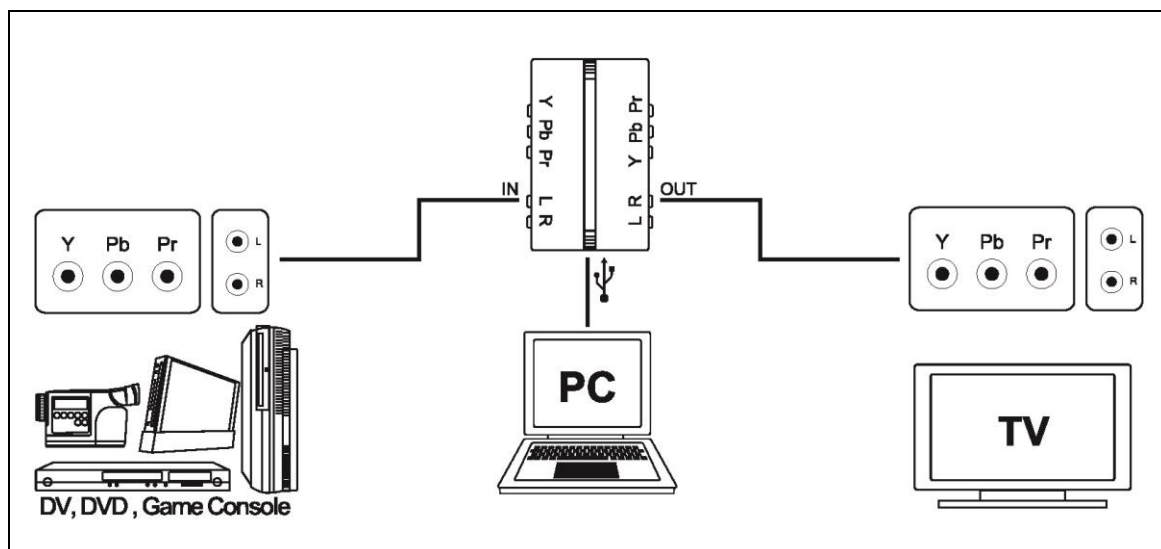 Y Pb Pr
L R
IN
Pr Pb Y
R L
OUT
Y Pb Pr
L
R
Y Pb Pr
L
R
PC
TV
DV, DVD , Game Console